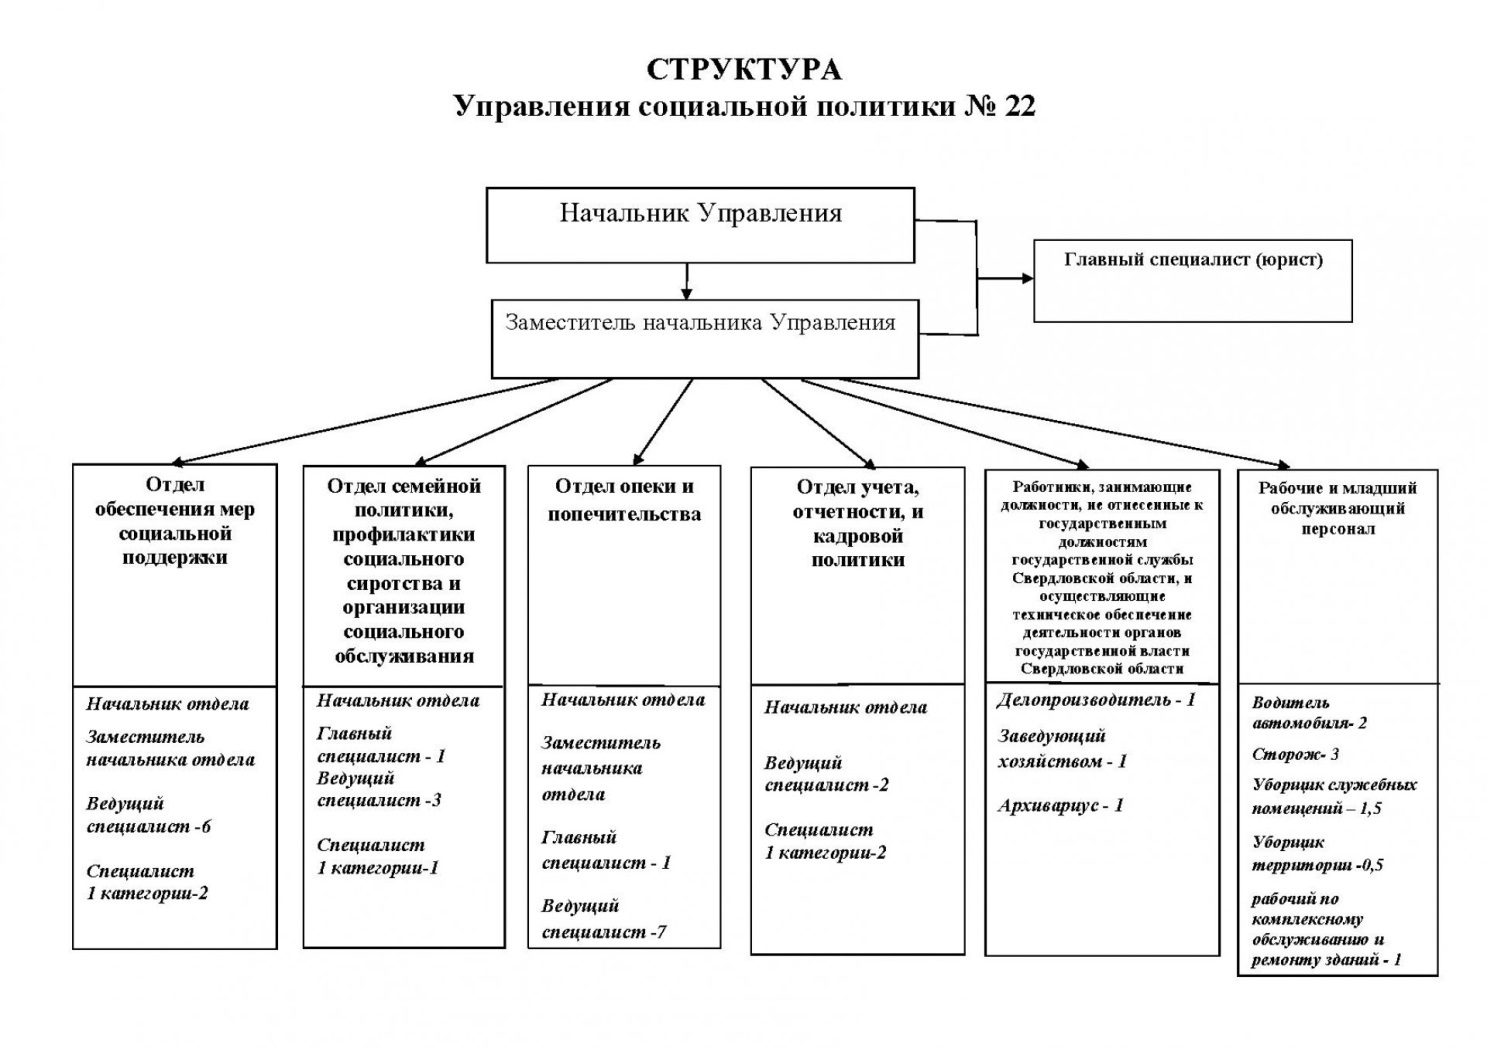 СТРУКТУРА
Управления социальной политики № 22
Начальник Управления
Главный специалист (юрист)
Заместитель начальника Управления
Отдел
обеспечения мер
социальной
поддержки
Начальник отдела
Заместитель
начальника отдела
Ведущий
специалист -6
Специалист
1 категории-2
Отдел семейной
политики,
профилактики
социального
сиротства и
организации
социального
обслуживания
Начальник отдела
Главный
специалист - 1
Ведущий
специалист -3
Специалист
1 категории-1
Отдел опеки и
попечительства
Начальник отдела
Заместитель
начальника
отдела
Главный
специалист - 1
Ведущий
специалист -7
Отдел учета,
отчетности, и
кадровой
политики
Начальник отдела
Ведущий
специалист -2
Специалист
1 категории-2
Работники, занимающие
должности, не отнесенные к
государственным
должностям
государственной службы
Свердловской области, и
осуществляющие
техническое обеспечение
деятельности органов
государственной власти
Свердловской области
Делопроизводитель - 1
Заведующий
хозяйством - 1
Архивариус - 1
Рабочие и младший
обслуживающий
персонал
Водитель
автомобиля- 2
Сторож- 3
Уборщик служебных
помещений – 1,5
Уборщик
территории -0,5
рабочий по
комплексному
обслуживанию и
ремонту зданий - 1